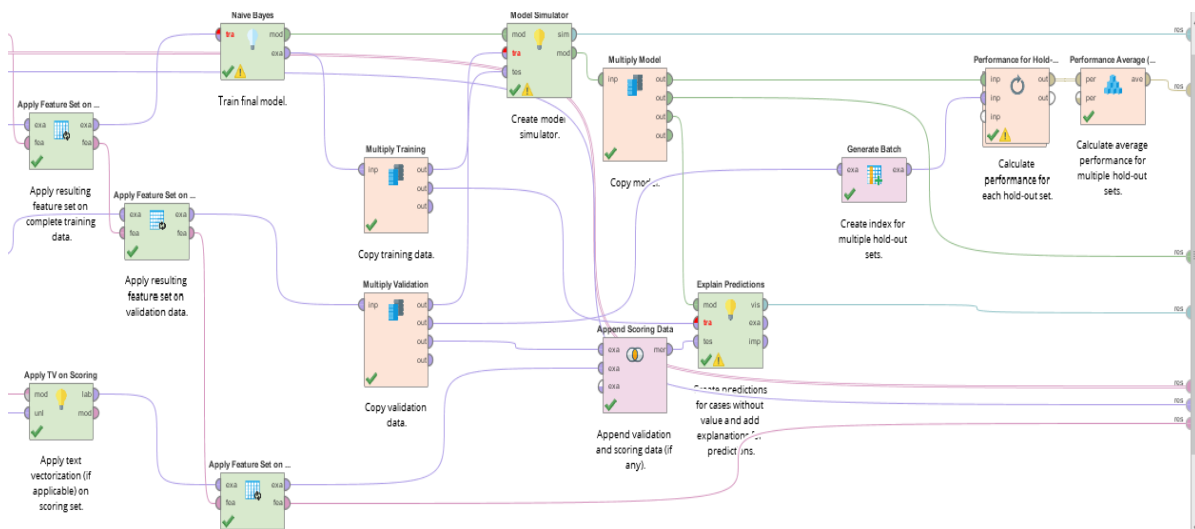 Naive Bayes
tra
mod
exa
Train final model.
Model Simulator
mod
tra
tes
sim
mod
Create model
simulator.
Multiply Model
inp
out
out
out
out
Performance for Hold-...
inp
inp
inp
out
out
Calculate
performance for
each hold-out set.
Performance Average (...
per
per
ave
Calculate average
performance for
multiple hold-out
sets.
res
res
Apply Feature Set on ...
exa
fea
exa
fea
Apply resulting
feature set on
complete training
data.
Multiply Training
inp
out
out
out
Copy training data.
Generate Batch
exa
exa
Create index for
multiple hold-out
sets.
Apply Feature Set on ...
exa
fea
exa
fea
Apply resulting
feature set on
validation data.
res
Multiply Validation
inp
out
out
out
out
Copy validation
data.
Explain Predictions
mod
tra
tes
vis
exa
imp
res
Create predictions
for cases without
value and add
explanations for
predictions.
Append Scoring Data
exa
exa
exa
mer
Append validation
and scoring data (if
any).
res
res
res
Apply TV on Scoring
mod
unl
lab
mod
Apply text
vectorization (if
applicable) on
scoring set.
Apply Feature Set on ...
exa
fea
exa
fea